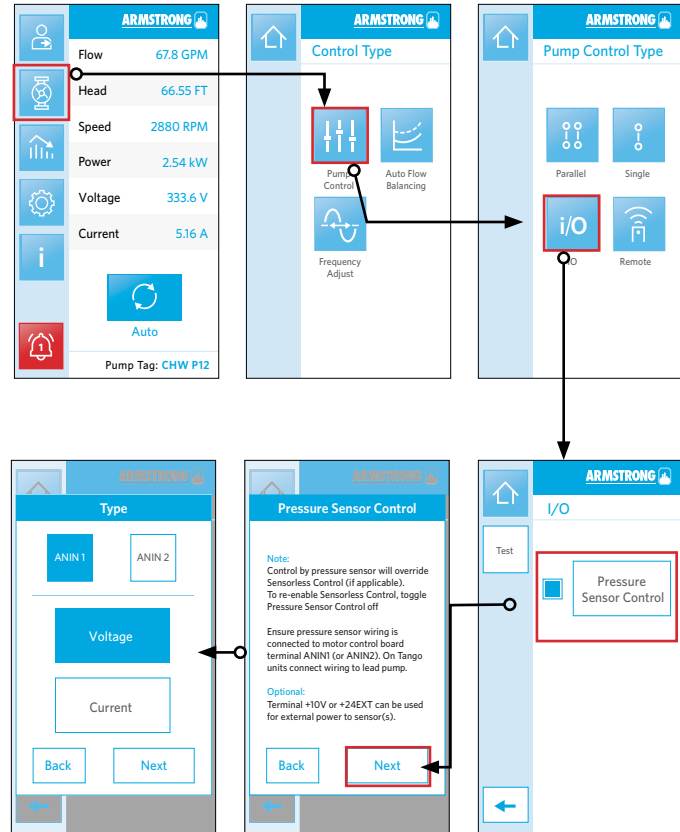 ARMSTRONG
Flow 67.8 GPM
Head 66.55 FT
Speed 2880 RPM
Power 2.54 kW
Voltage 333.6 V
Current 5.16 A
i
Auto
1
Pump Tag: CHW P12
ARMSTRONG
Control Type
Pump
Control
Auto Flow
Balancing
Frequency
Adjust
ARMSTRONG
Pump Control Type
Parallel
Single
i/O
I/O
Remote
ARMSTRONG
Type
ANIN 1
ANIN 2
Voltage
Current
Back
Next
ARMSTRONG
Pressure Sensor Control
Note:
Control by pressure sensor will override
Sensorless Control (if applicable).
To re-enable Sensorless Control, toggle
Pressure Sensor Control off
Ensure pressure sensor wiring is
connected to motor control board
terminal ANIN1 (or ANIN2). On Tango
units connect wiring to lead pump.
Optional:
Terminal +10V or +24EXT can be used
for external power to sensor(s).
Back
Next
ARMSTRONG
I/O
Test
Pressure
Sensor Control